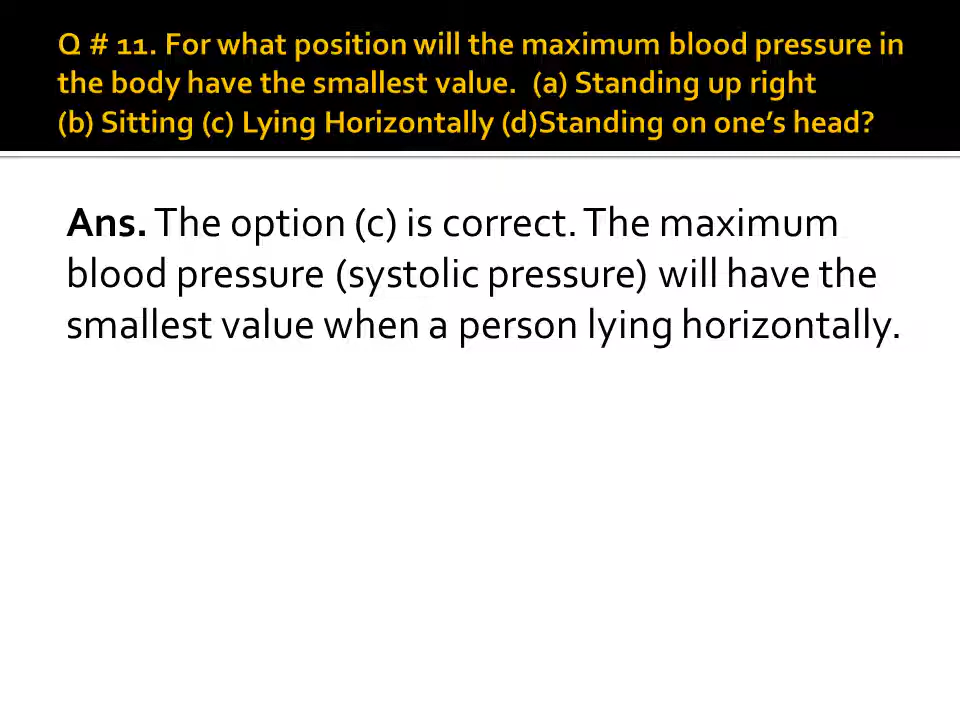 Q # 11. For what position will the maximum blood pressure in
the body have the smallest value. (a) Standing up right
(b) Sitting (c) Lying Horizontally (d)Standing on one’s head?
Ans. The option (c) is correct. The maximum
blood pressure (systolic pressure) will have the
smallest value when a person lying horizontally.